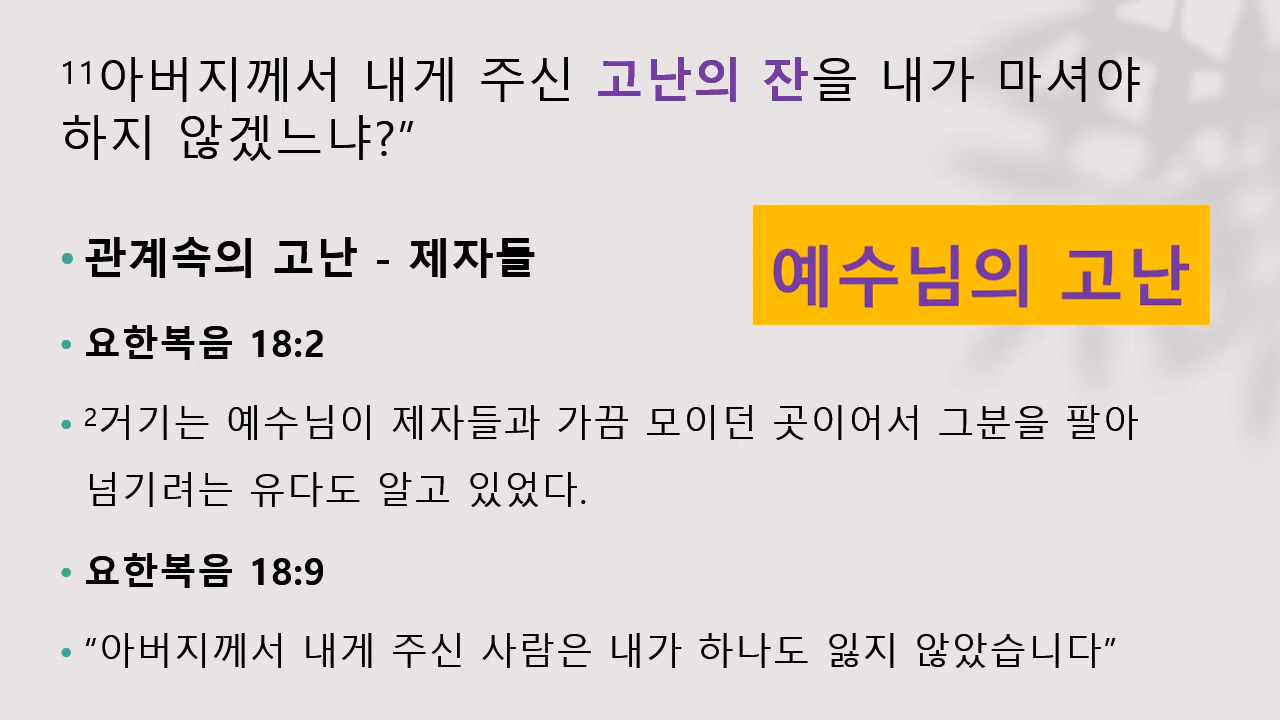 ¹¹아버지께서 내게 주신 고난의 잔을 내가 마셔야
하지 않겠느냐?”
예수님의 고난
• 관계속의 고난 - 제자들
• 요한복음 18:2
• ²거기는 예수님이 제자들과 가끔 모이던 곳이어서 그분을 팔아
넘기려는 유다도 알고 있었다.
• 요한복음 18:9
• “아버지께서 내게 주신 사람은 내가 하나도 잃지 않았습니다”